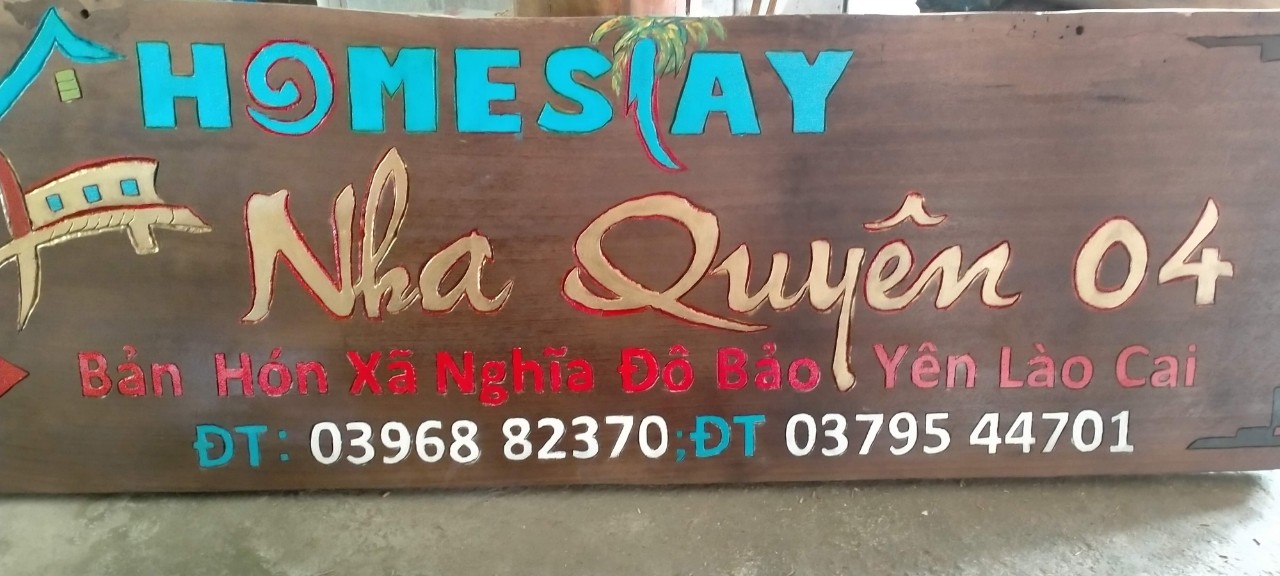 HOMESTAY
Nha Quyên 04
Bản Hón Xã Nghĩa Đô Bảo Yên Lào Cai
ĐT: 03968 82370;ĐT 03795 44701